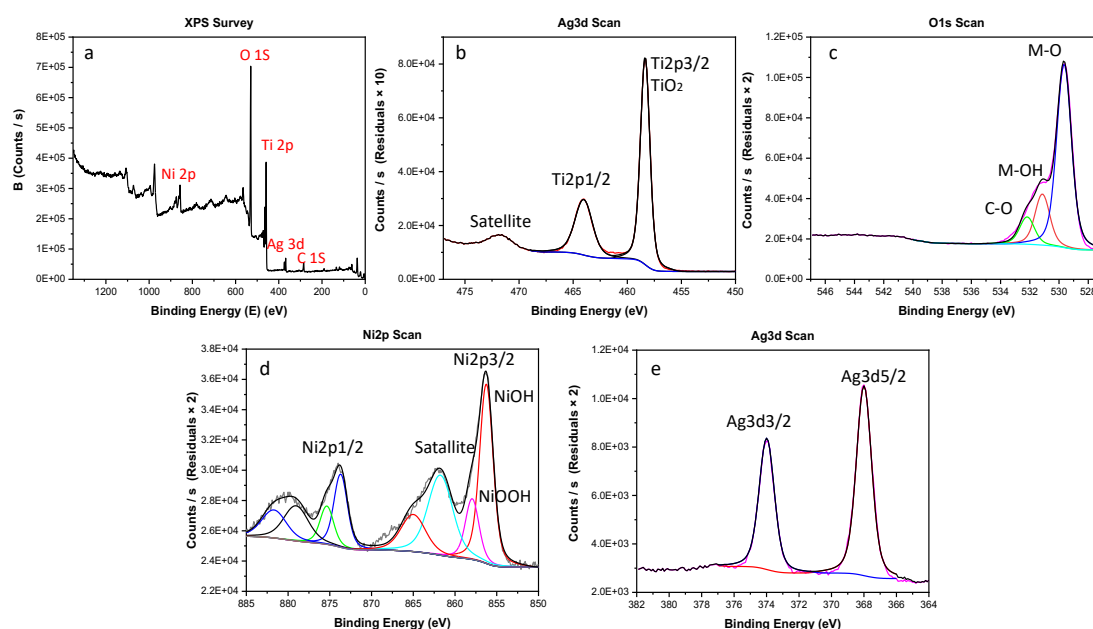 XPS Survey
a
B (Counts / s)
8E+05
7E+05
6E+05
5E+05
4E+05
3E+05
2E+05
1E+05
0E+00
O 1S
Ti 2p
Ni 2p
Ag 3d
C 1S
1200 1000 800 600 400 200 0
Binding Energy (E) (eV)
Ag3d Scan
b
Counts / s (Residuals × 10)
8.E+04
6.E+04
4.E+04
2.E+04
0.E+00
Ti2p3/2
TiO2
Ti2p1/2
Satellite
475 470 465 460 455 450
Binding Energy (eV)
O1s Scan
c
Counts / s (Residuals × 2)
1.2E+05
1.0E+05
8.0E+04
6.0E+04
4.0E+04
2.0E+04
0.0E+00
M-O
M-OH
C-O
546 544 542 540 538 536 534 532 530 528
Binding Energy (eV)
Ni2p Scan
d
Counts / s (Residuals × 2)
3.8E+04
3.6E+04
3.4E+04
3.2E+04
3.0E+04
2.8E+04
2.6E+04
2.4E+04
2.2E+04
Ni2p3/2
NiOH
Ni2p1/2
Satallite
NiOOH
885 880 875 870 865 860 855 850
Binding Energy (eV)
Ag3d Scan
e
Counts / s (Residuals × 2)
1.2E+04
1.0E+04
8.0E+03
6.0E+03
4.0E+03
2.0E+03
Ag3d5/2
Ag3d3/2
382 380 378 376 374 372 370 368 366 364
Binding Energy (eV)